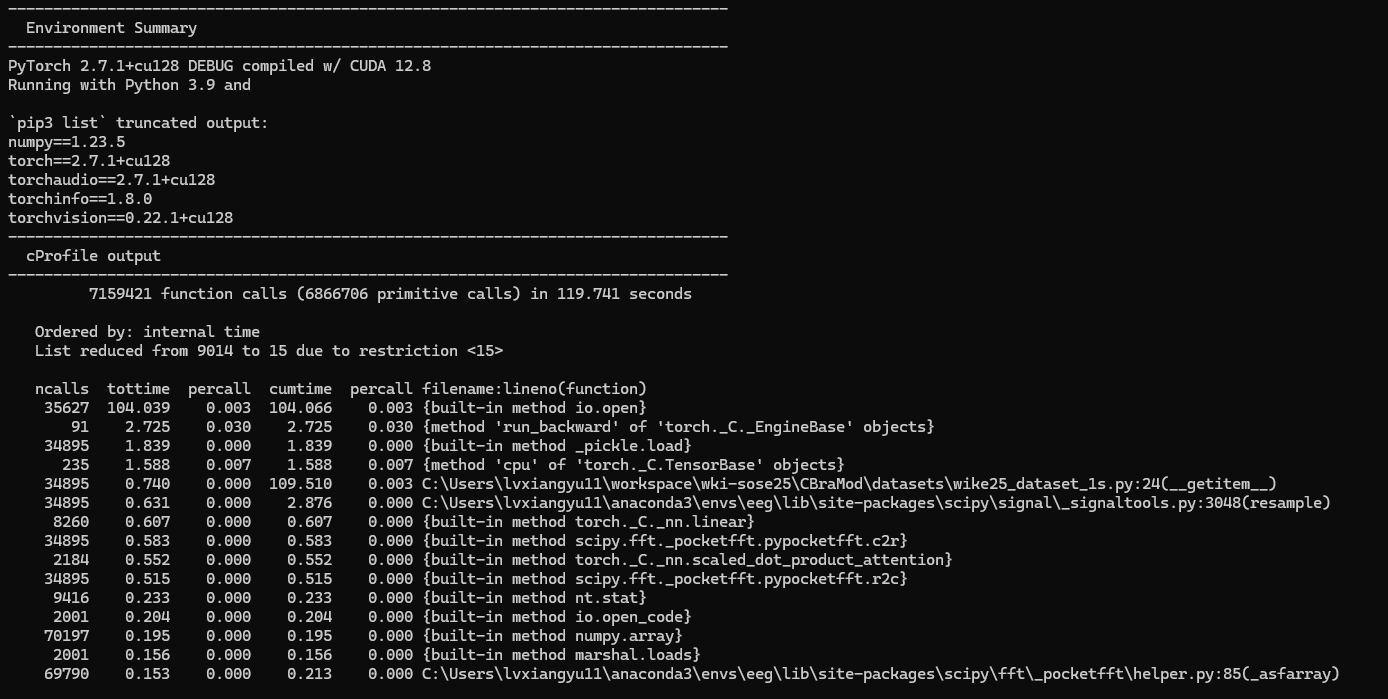 --------------------------------------------------------------------------------
  Environment Summary
--------------------------------------------------------------------------------
PyTorch 2.7.1+cu128 DEBUG compiled w/ CUDA 12.8
Running with Python 3.9 and

`pip3 list` truncated output:
numpy==1.23.5
torch==2.7.1+cu128
torchaudio==2.7.1+cu128
torchinfo==1.8.0
torchvision==0.22.1+cu128
--------------------------------------------------------------------------------
  cProfile output
--------------------------------------------------------------------------------
         7159421 function calls (6866706 primitive calls) in 119.741 seconds

   Ordered by: internal time
   List reduced from 9014 to 15 due to restriction <15>

   ncalls  tottime  percall  cumtime  percall filename:lineno(function)
    35627  104.039    0.003  104.066    0.003 {built-in method io.open}
       91    2.725    0.030    2.725    0.030 {method 'run_backward' of 'torch._C._EngineBase' objects}
    34895    1.839    0.000    1.839    0.000 {built-in method _pickle.load}
      235    1.588    0.007    1.588    0.007 {method 'cpu' of 'torch._C.TensorBase' objects}
    34895    0.740    0.000  109.510    0.003 C:\Users\lvxiangyu11\workspace\wki-sose25\CBraMod\datasets\wike25_dataset_1s.py:24(__getitem__)
    34895    0.631    0.000    2.876    0.000 C:\Users\lvxiangyu11\anaconda3\envs\eeg\lib\site-packages\scipy\signal\_signaltools.py:3048(resample)
     8260    0.607    0.000    0.607    0.000 {built-in method torch._C._nn.linear}
    34895    0.583    0.000    0.583    0.000 {built-in method scipy.fft._pocketfft.pypocketfft.c2r}
     2184    0.552    0.000    0.552    0.000 {built-in method torch._C._nn.scaled_dot_product_attention}
    34895    0.515    0.000    0.515    0.000 {built-in method scipy.fft._pocketfft.pypocketfft.r2c}
     9416    0.233    0.000    0.233    0.000 {built-in method nt.stat}
     2001    0.204    0.000    0.204    0.000 {built-in method io.open_code}
    70197    0.195    0.000    0.195    0.000 {built-in method numpy.array}
     2001    0.156    0.000    0.156    0.000 {built-in method marshal.loads}
    69790    0.153    0.000    0.213    0.000 C:\Users\lvxiangyu11\anaconda3\envs\eeg\lib\site-packages\scipy\fft\_pocketfft\helper.py:85(_asfarray)